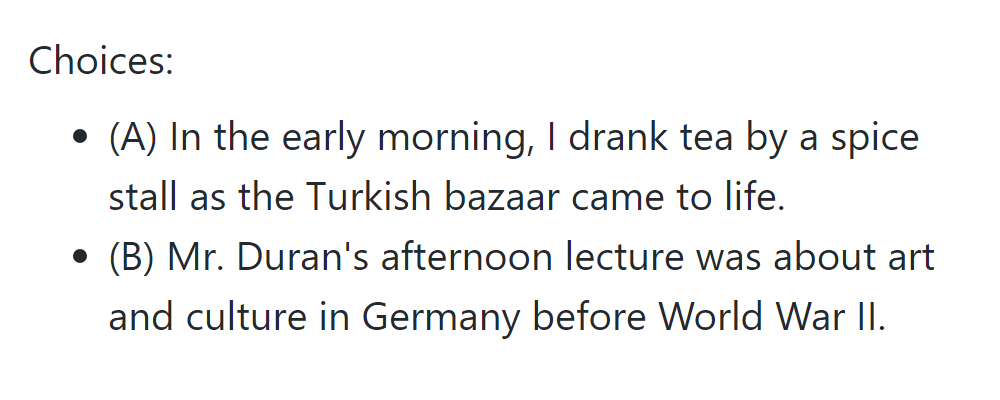 Choices:
• (A) In the early morning, I drank tea by a spice
stall as the Turkish bazaar came to life.
• (B) Mr. Duran's afternoon lecture was about art
and culture in Germany before World War II.